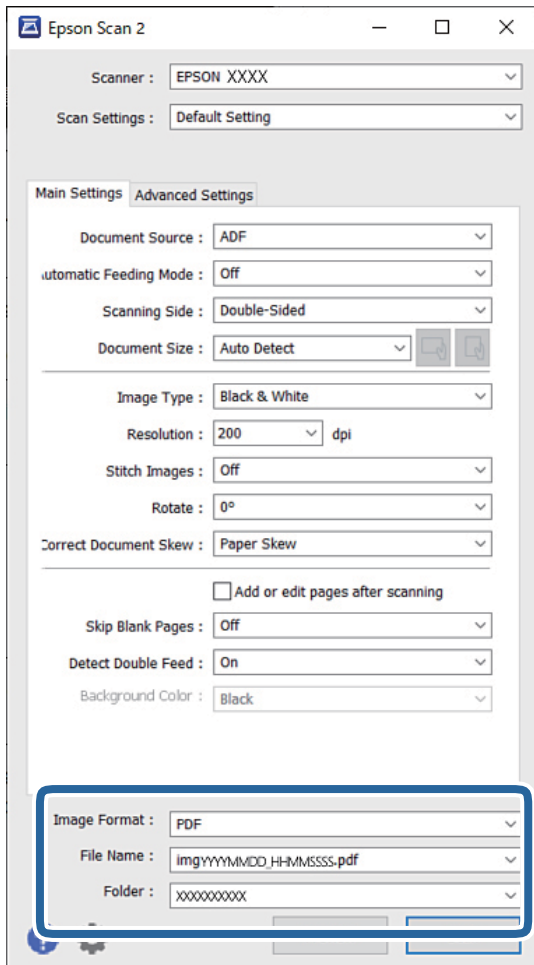 Epson Scan 2
Scanner : EPSON XXXX
Scan Settings : Default Setting
Main Settings Advanced Settings
Document Source : ADF
utomatic Feeding Mode : Off
Scanning Side : Double-Sided
Document Size : Auto Detect
Image Type : Black & White
Resolution : 200 dpi
Stitch Images : Off
Rotate : 0°
Correct Document Skew : Paper Skew
Add or edit pages after scanning
Skip Blank Pages : Off
Detect Double Feed : On
Background Color : Black
Image Format : PDF
File Name : imgYYYYMMDD_HHMMSSSS.pdf
Folder : XXXXXXXXXX